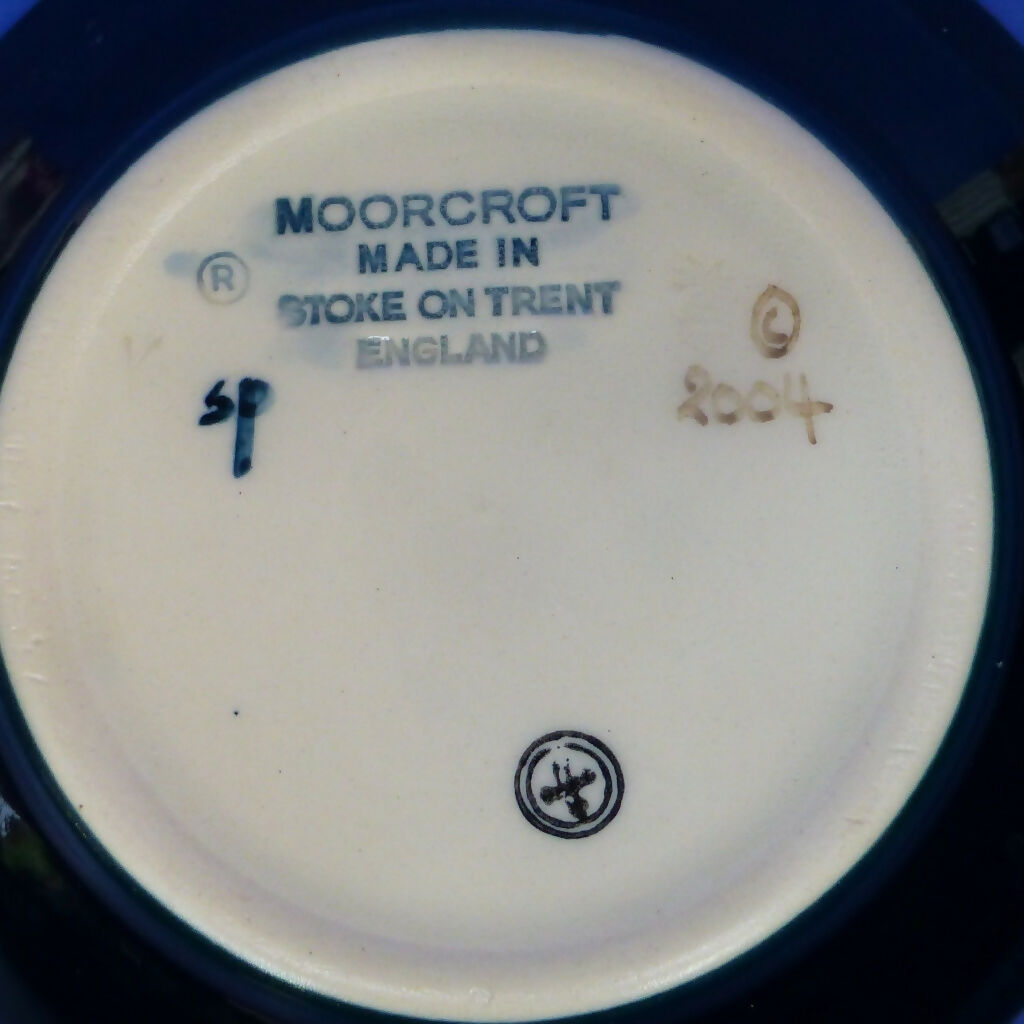 MOORCROFT
MADE IN
®
STOKE ON TRENT
ENGLAND
©
sp
2004